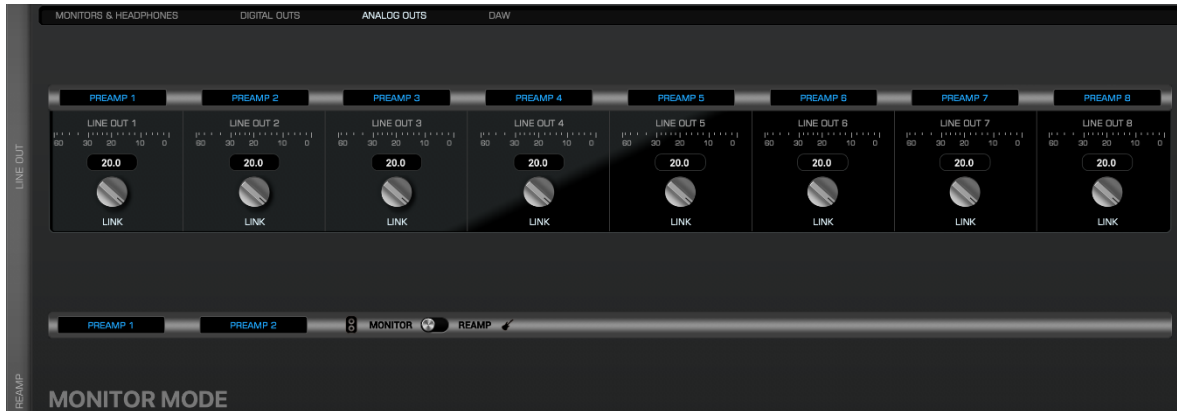 MONITORS & HEADPHONES DIGITAL OUTS ANALOG OUTS DAW
PREAMP 1 PREAMP 2 PREAMP 3 PREAMP 4 PREAMP 5 PREAMP 6 PREAMP 7 PREAMP 8
LINE OUT
LINE OUT 1 LINE OUT 2 LINE OUT 3 LINE OUT 4 LINE OUT 5 LINE OUT 6 LINE OUT 7 LINE OUT 8
60 30 20 10 0 60 30 20 10 0 60 30 20 10 0 60 30 20 10 0 60 30 20 10 0 60 30 20 10 0 60 30 20 10 0 60 30 20 10 0
20.0 20.0 20.0 20.0 20.0 20.0 20.0 20.0
LINK LINK LINK LINK LINK LINK LINK LINK
PREAMP 1 PREAMP 2 MONITOR REAMP
REAMP
MONITOR MODE